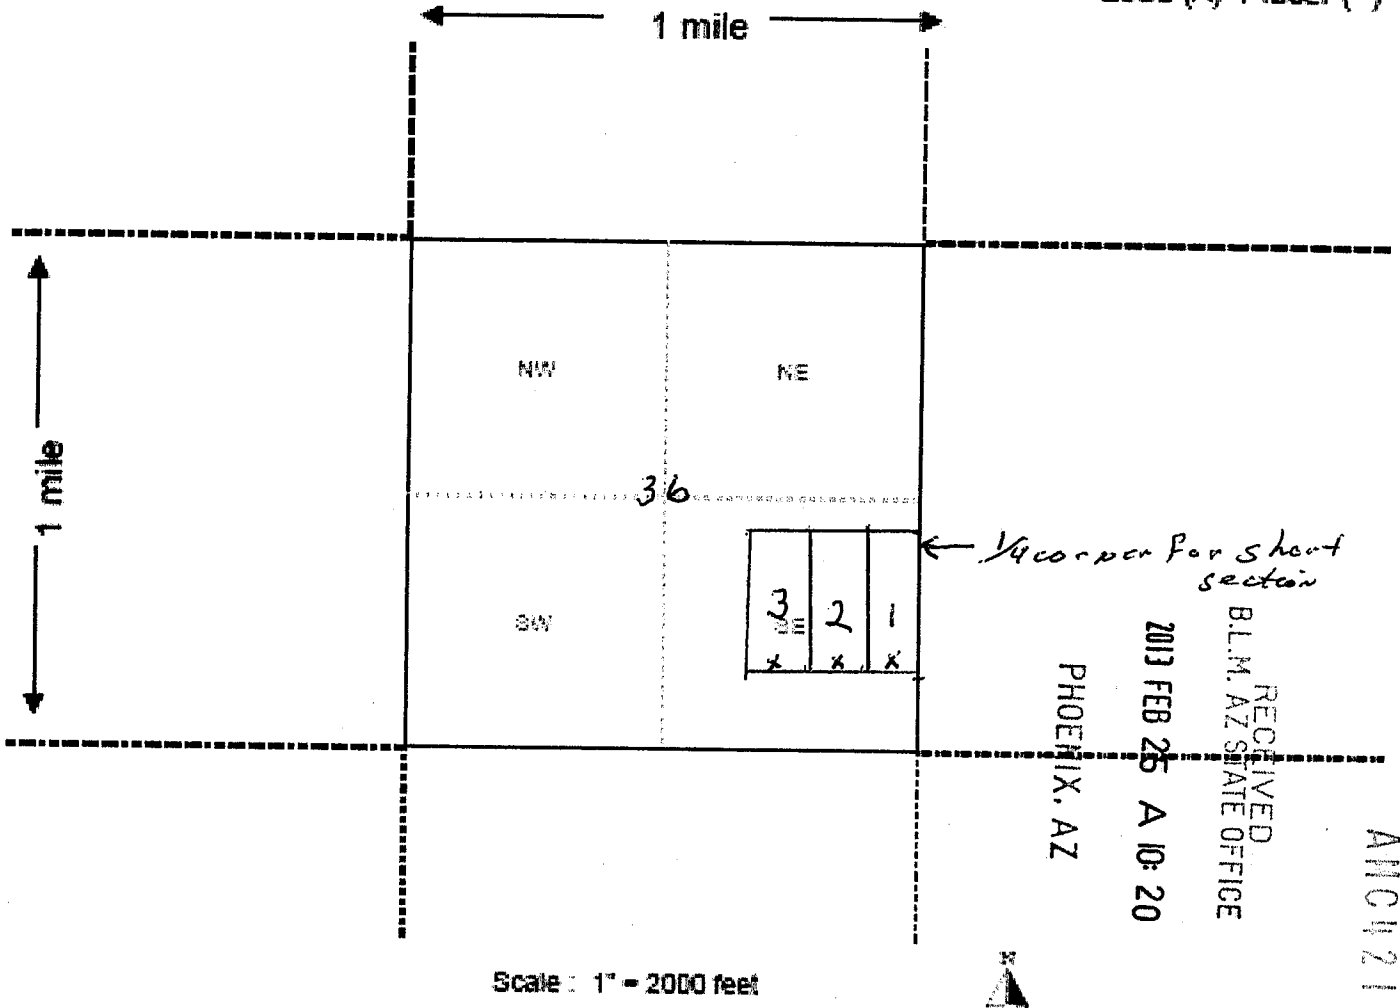 1 mile
NW
NE
1 mile
36
1/4 corner for short
section
SW
3
SE
2
1
x
x
x
RECEIVED
B.L.M. AZ STATE OFFICE
2013 FEB 25 A 10:20
PHOENIX, AZ
Scale : 1" = 2000 feet
N